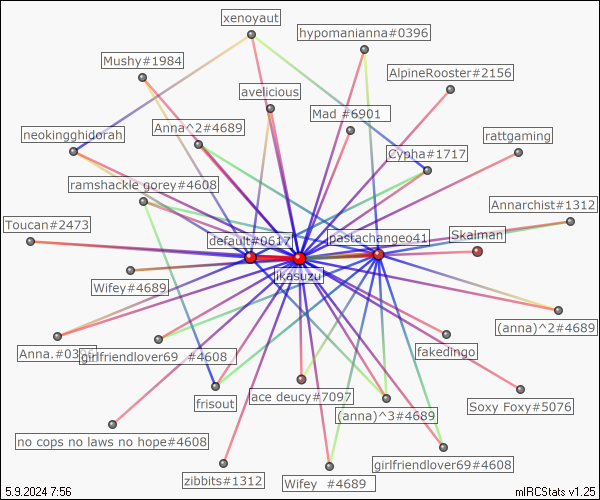 xenoyaut
hypomanianna#0396
Mushy#1984
AlpineRooster#2156
avelicious
Mad #6901
Anna^2#4689
neokingghidorah
rattgaming
Cypha#1717
ramshackle gorey#4608
Annarchist#1312
Toucan#2473
default#0617
pastachangeo41
Skalman
ikasuzu
Wifey#4689
(anna)^2#4689
Anna.
girlfriendlover69 #4608
fakedingo
frisout
ace deucy#7097
(anna)^3#4689
Soxy Foxy#5076
no cops no laws no hope#4608
girlfriendlover69#4608
zibbits#1312
Wifey #4689
5.9.2024 7:56
mIRCStats v1.25